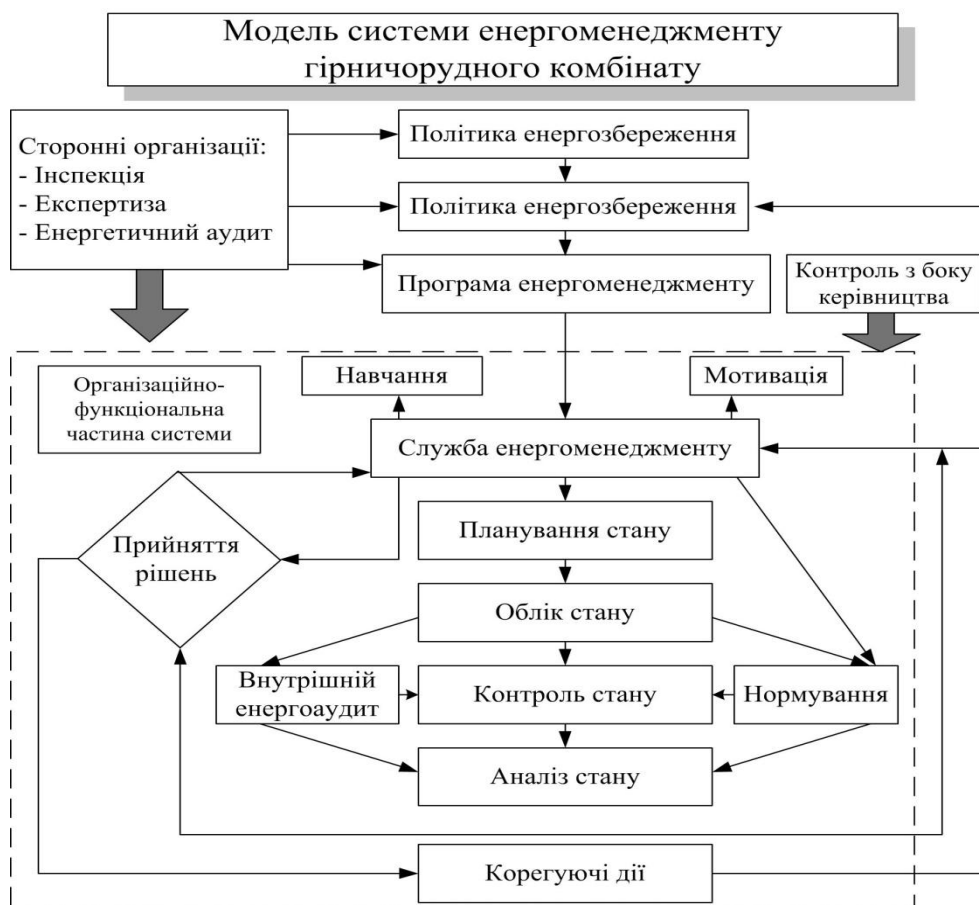 Модель системи енергоменеджменту
гірничорудного комбінату
Сторонні організації:
- Інспекція
- Експертиза
- Енергетичний аудит
Політика енергозбереження
Політика енергозбереження
Програма енергоменеджменту
Контроль з боку
керівництва
Організаційно-
функціональна
частина системи
Навчання
Мотивація
Служба енергоменеджменту
Прийняття
рішень
Планування стану
Облік стану
Внутрішній
енергоаудит
Контроль стану
Нормування
Аналіз стану
Корегуючі дії